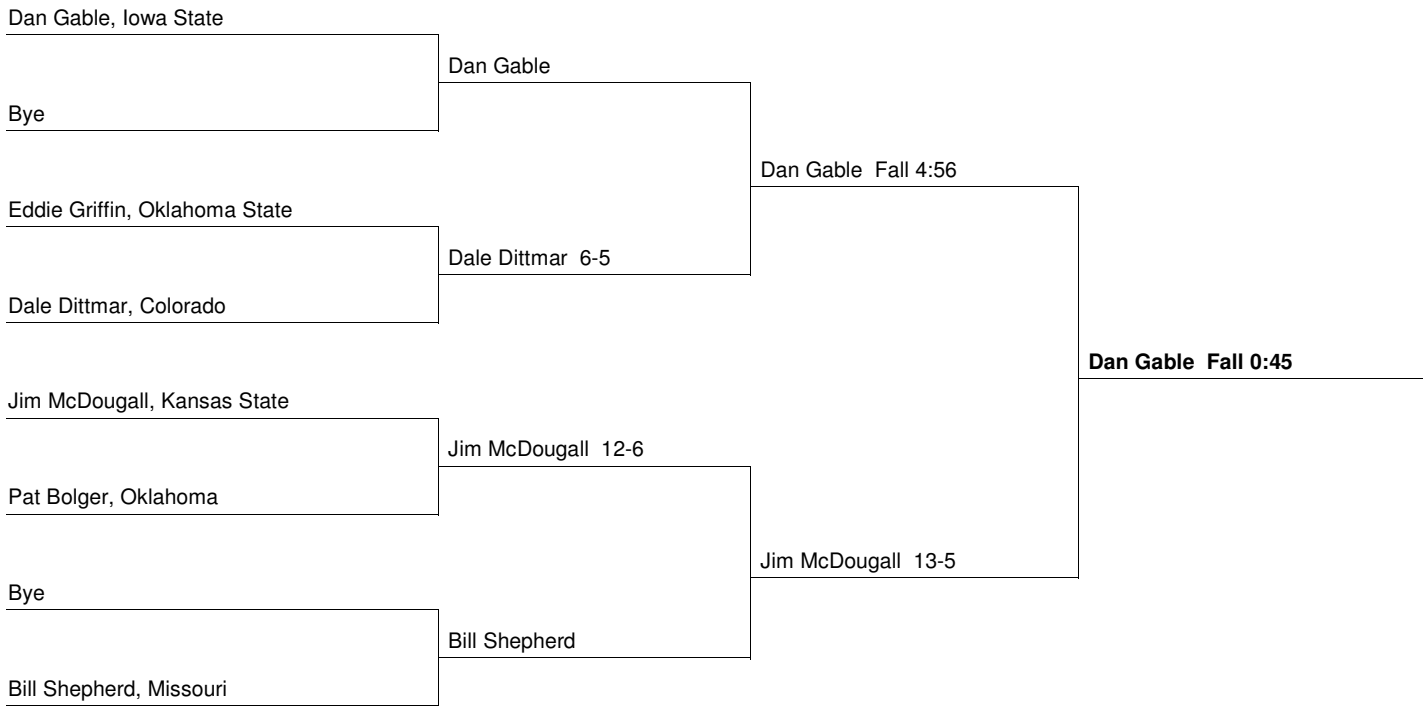 Dan Gable, Iowa State
Dan Gable
Bye
Dan Gable  Fall 4:56
Eddie Griffin, Oklahoma State
Dale Dittmar  6-5
Dale Dittmar, Colorado
Dan Gable  Fall 0:45
Jim McDougall, Kansas State
Jim McDougall  12-6
Pat Bolger, Oklahoma
Jim McDougall  13-5
Bye
Bill Shepherd
Bill Shepherd, Missouri